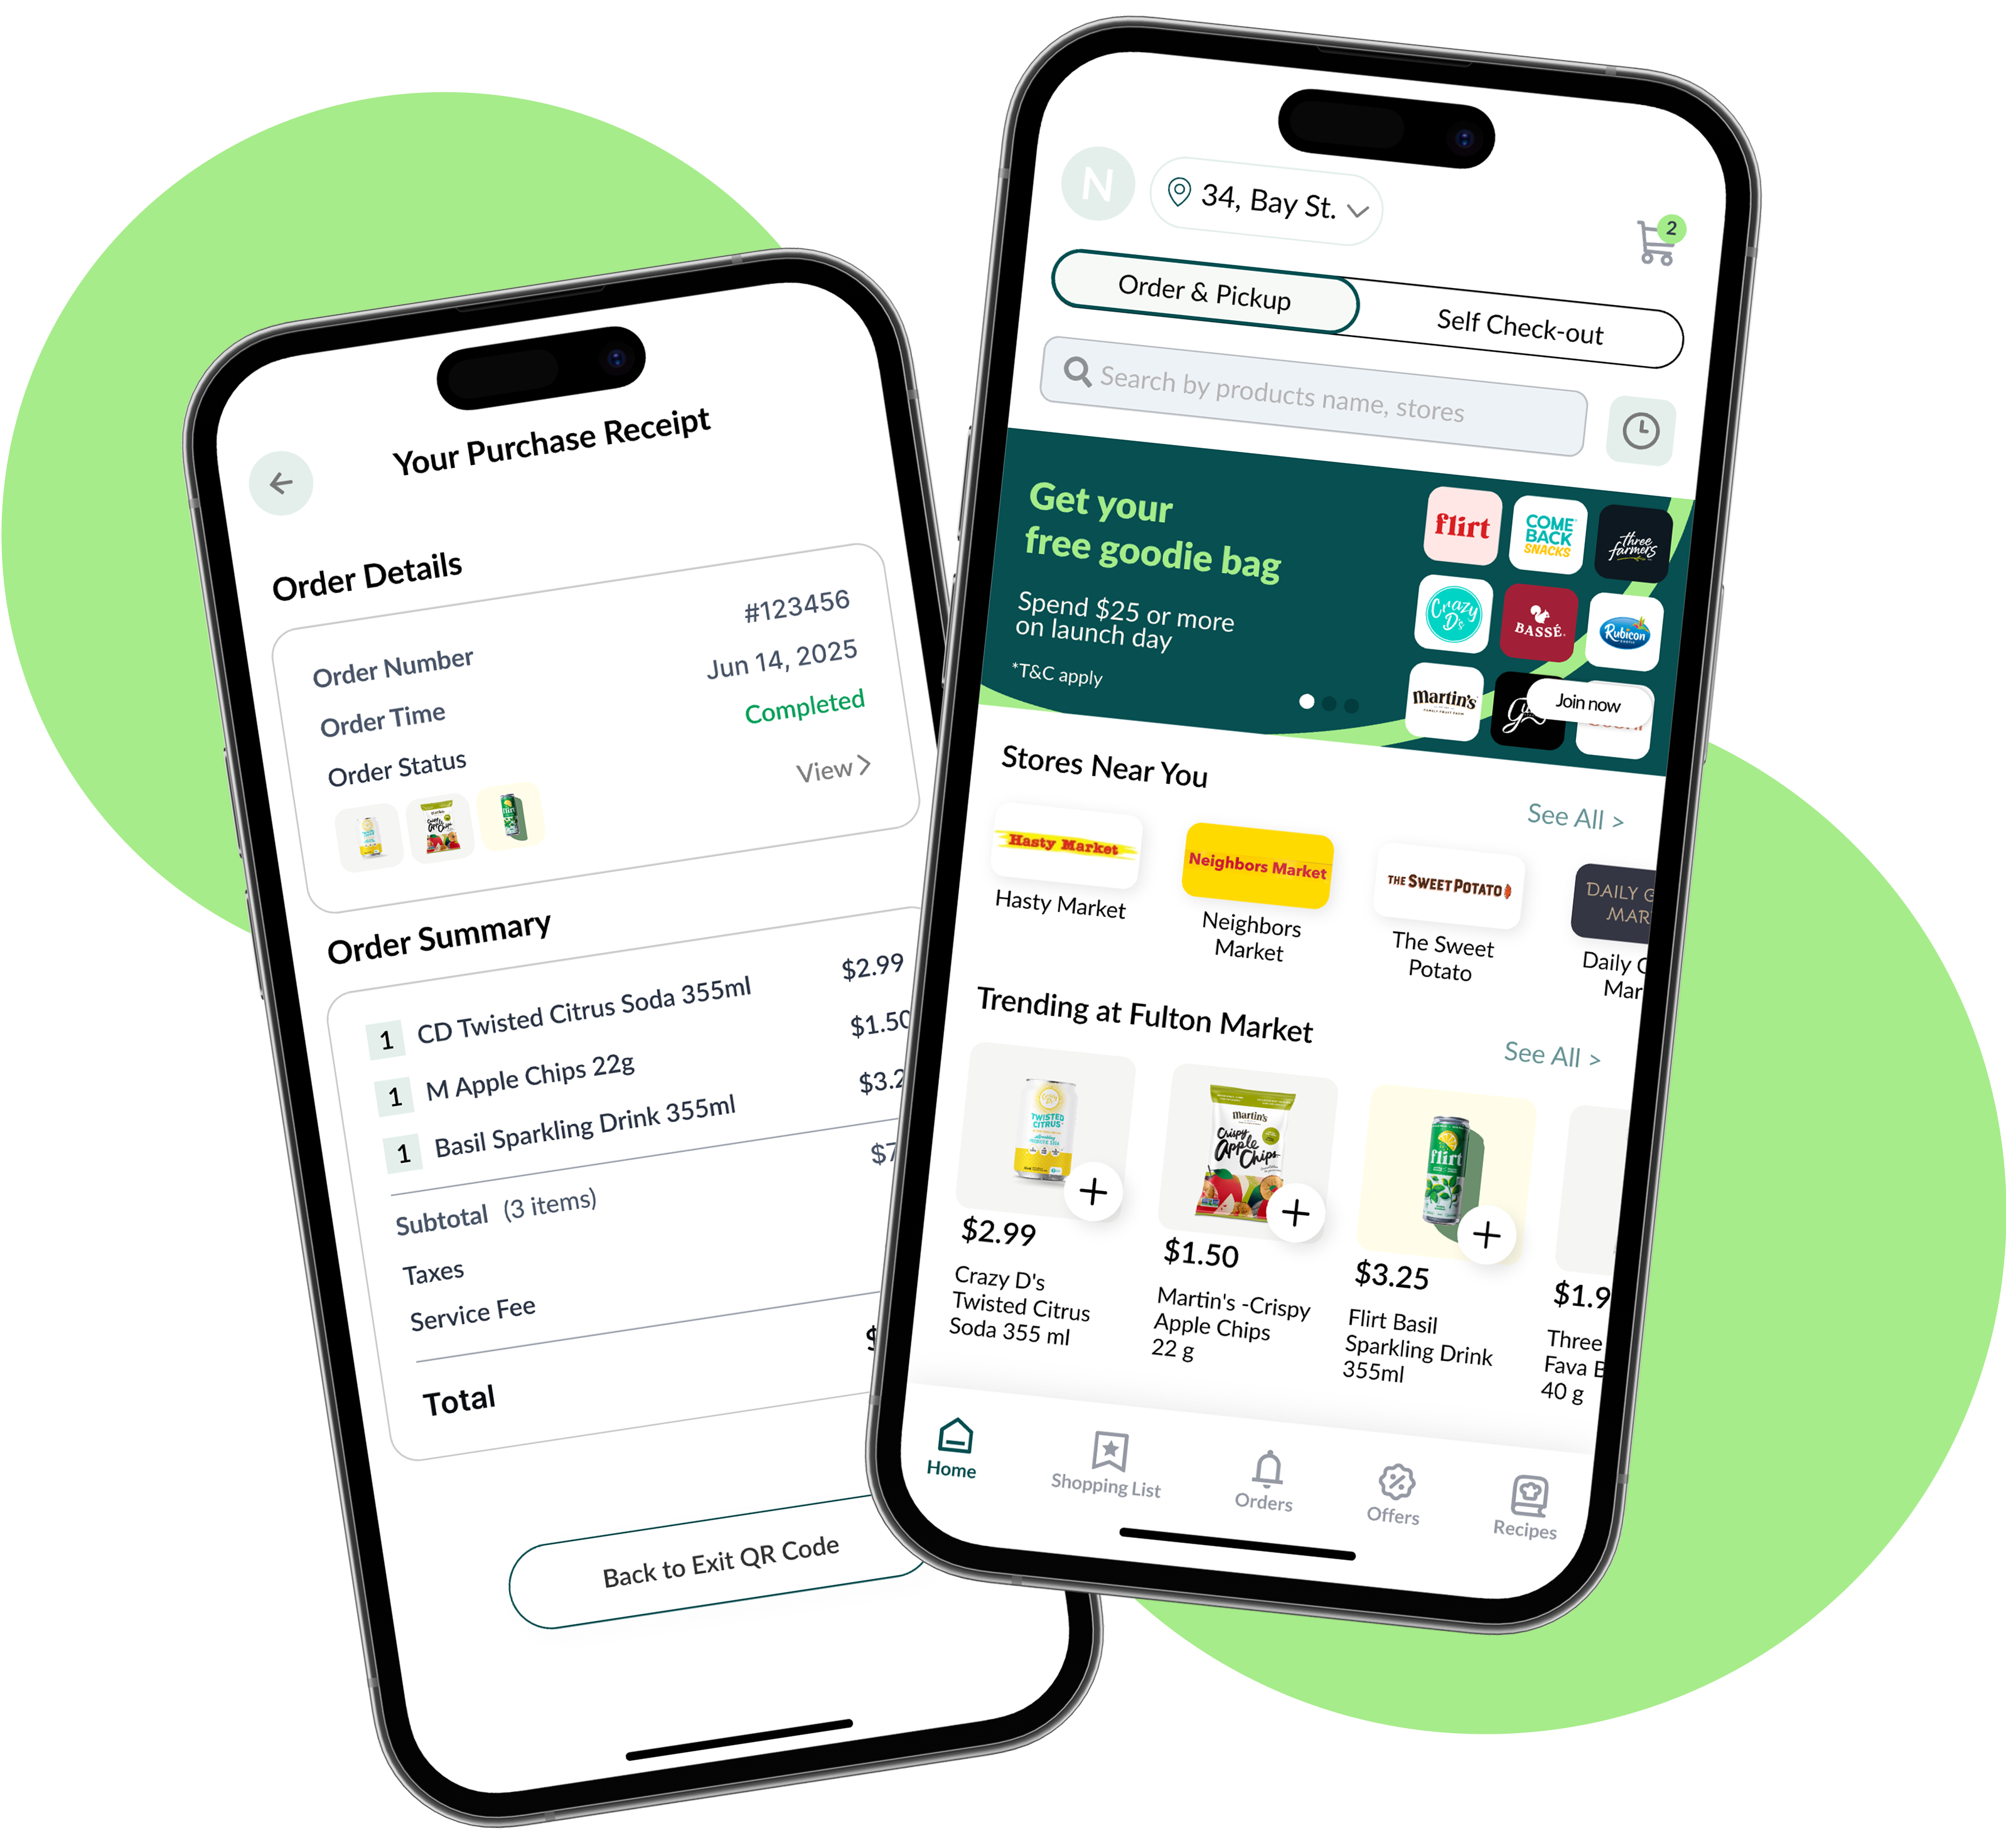 Your Purchase Receipt
Order Details
Order Number #123456
Order Time Jun 14, 2025
Order Status Completed
View >
Order Summary
1 CD Twisted Citrus Soda 355ml $2.99
1 M Apple Chips 22g $1.50
1 Basil Sparkling Drink 355ml $3.2
Subtotal (3 items) $7
Taxes
Service Fee
Total $
Back to Exit QR Code
N
34, Bay St.
2
Order & Pickup
Self Check-out
Search by products name, stores
Get your
free goodie bag
Spend $25 or more
on launch day
*T&C apply
flirt
COME
BACK
SNACKS
three
farmers
Crazy
D's
BASSÉ
Rubicon
martin's
Join now
Stores Near You
See All >
Hasty Market
Neighbors Market
THE SWEET POTATO
DAILY G
MAR
Hasty Market
Neighbors
Market
The Sweet
Potato
Daily
Mar
Trending at Fulton Market
See All >
TWISTED
CITRUS
martin's
Crispy
Apple
Chips
flirt
$2.99
Crazy D's
Twisted Citrus
Soda 355 ml
$1.50
Martin's -Crispy
Apple Chips
22 g
$3.25
Flirt Basil
Sparkling Drink
355ml
$1.9
Three
Fava B
40 g
Home
Shopping List
Orders
Offers
Recipes